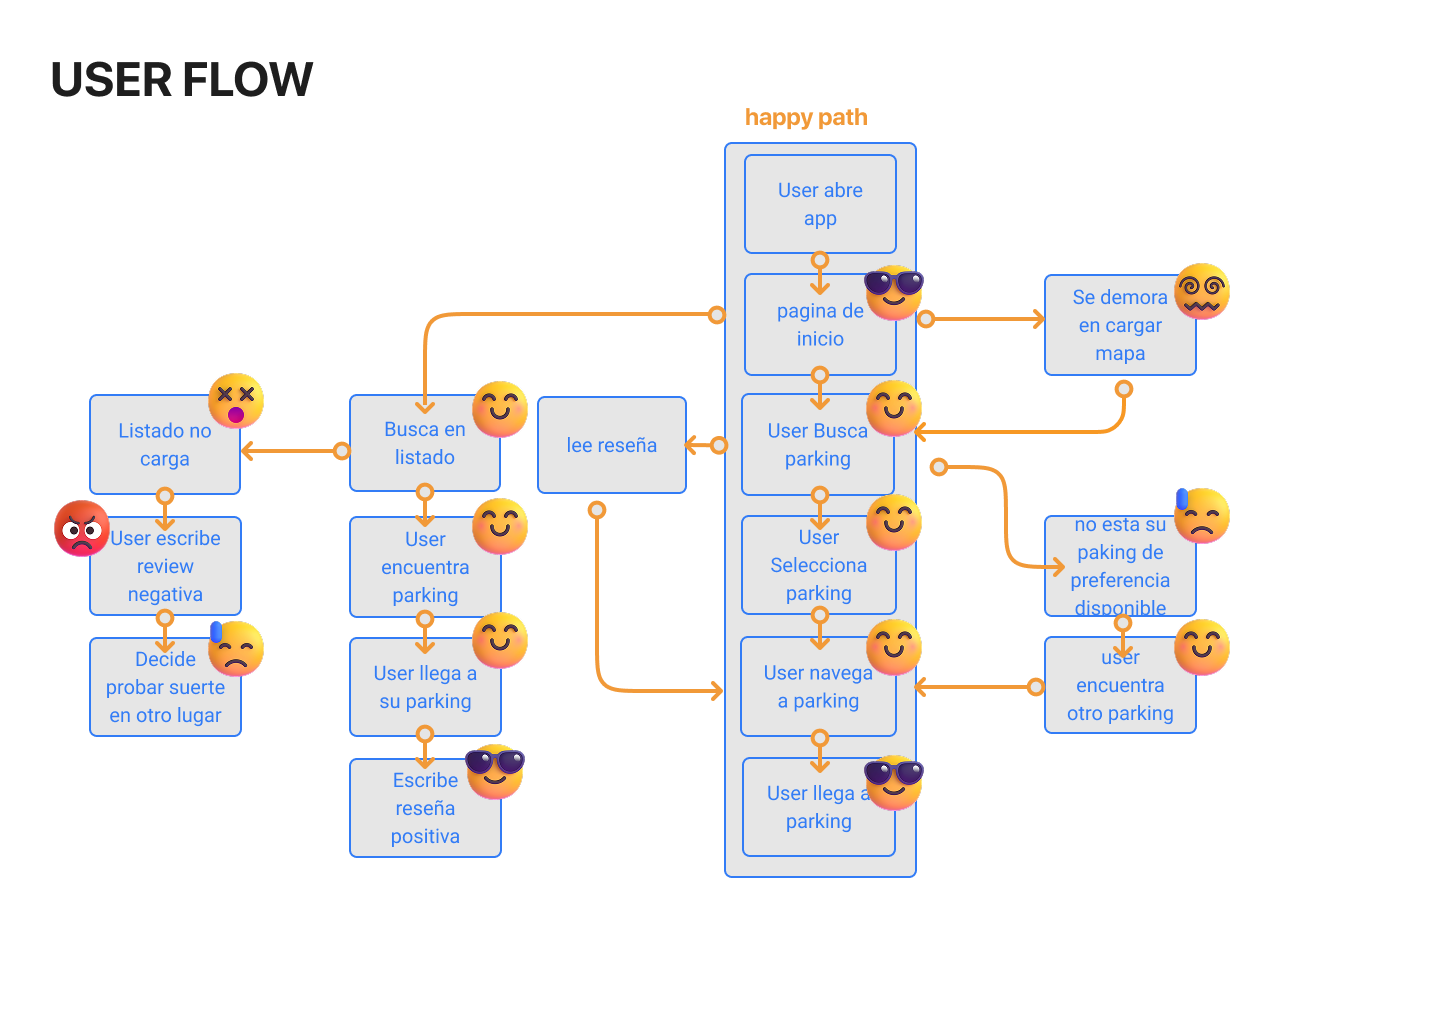 USER FLOW
happy path
User abre
app
pagina de
inicio
Se demora
en cargar
mapa
Listado no
carga
Busca en
listado
lee reseña
User Busca
parking
User escribe
review
negativa
User
encuentra
parking
User
Selecciona
parking
no esta su
paking de
preferencia
disponible
Decide
probar suerte
en otro lugar
User llega a
su parking
User navega
a parking
user
encuentra
otro parking
Escribe
reseña
positiva
User llega a
parking